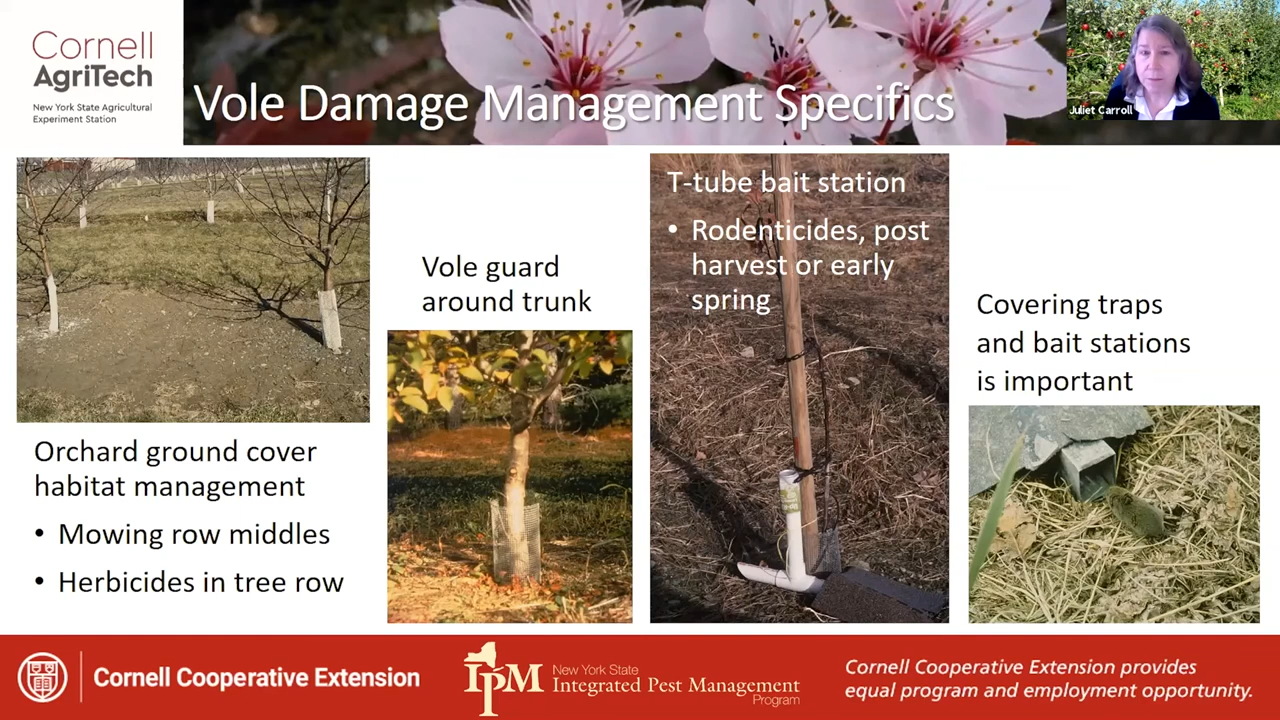 Cornell
AgriTech
New York State Agricultural
Experiment Station
Vole Damage Management Specifics
Juliet Carroll
Orchard ground cover
habitat management
• Mowing row middles
• Herbicides in tree row
Vole guard
around trunk
T-tube bait station
• Rodenticides, post
harvest or early
spring
Covering traps
and bait stations
is important
Cornell Cooperative Extension
IPM
New York State
Integrated Pest Management
Program
Cornell Cooperative Extension provides
equal program and employment opportunity.